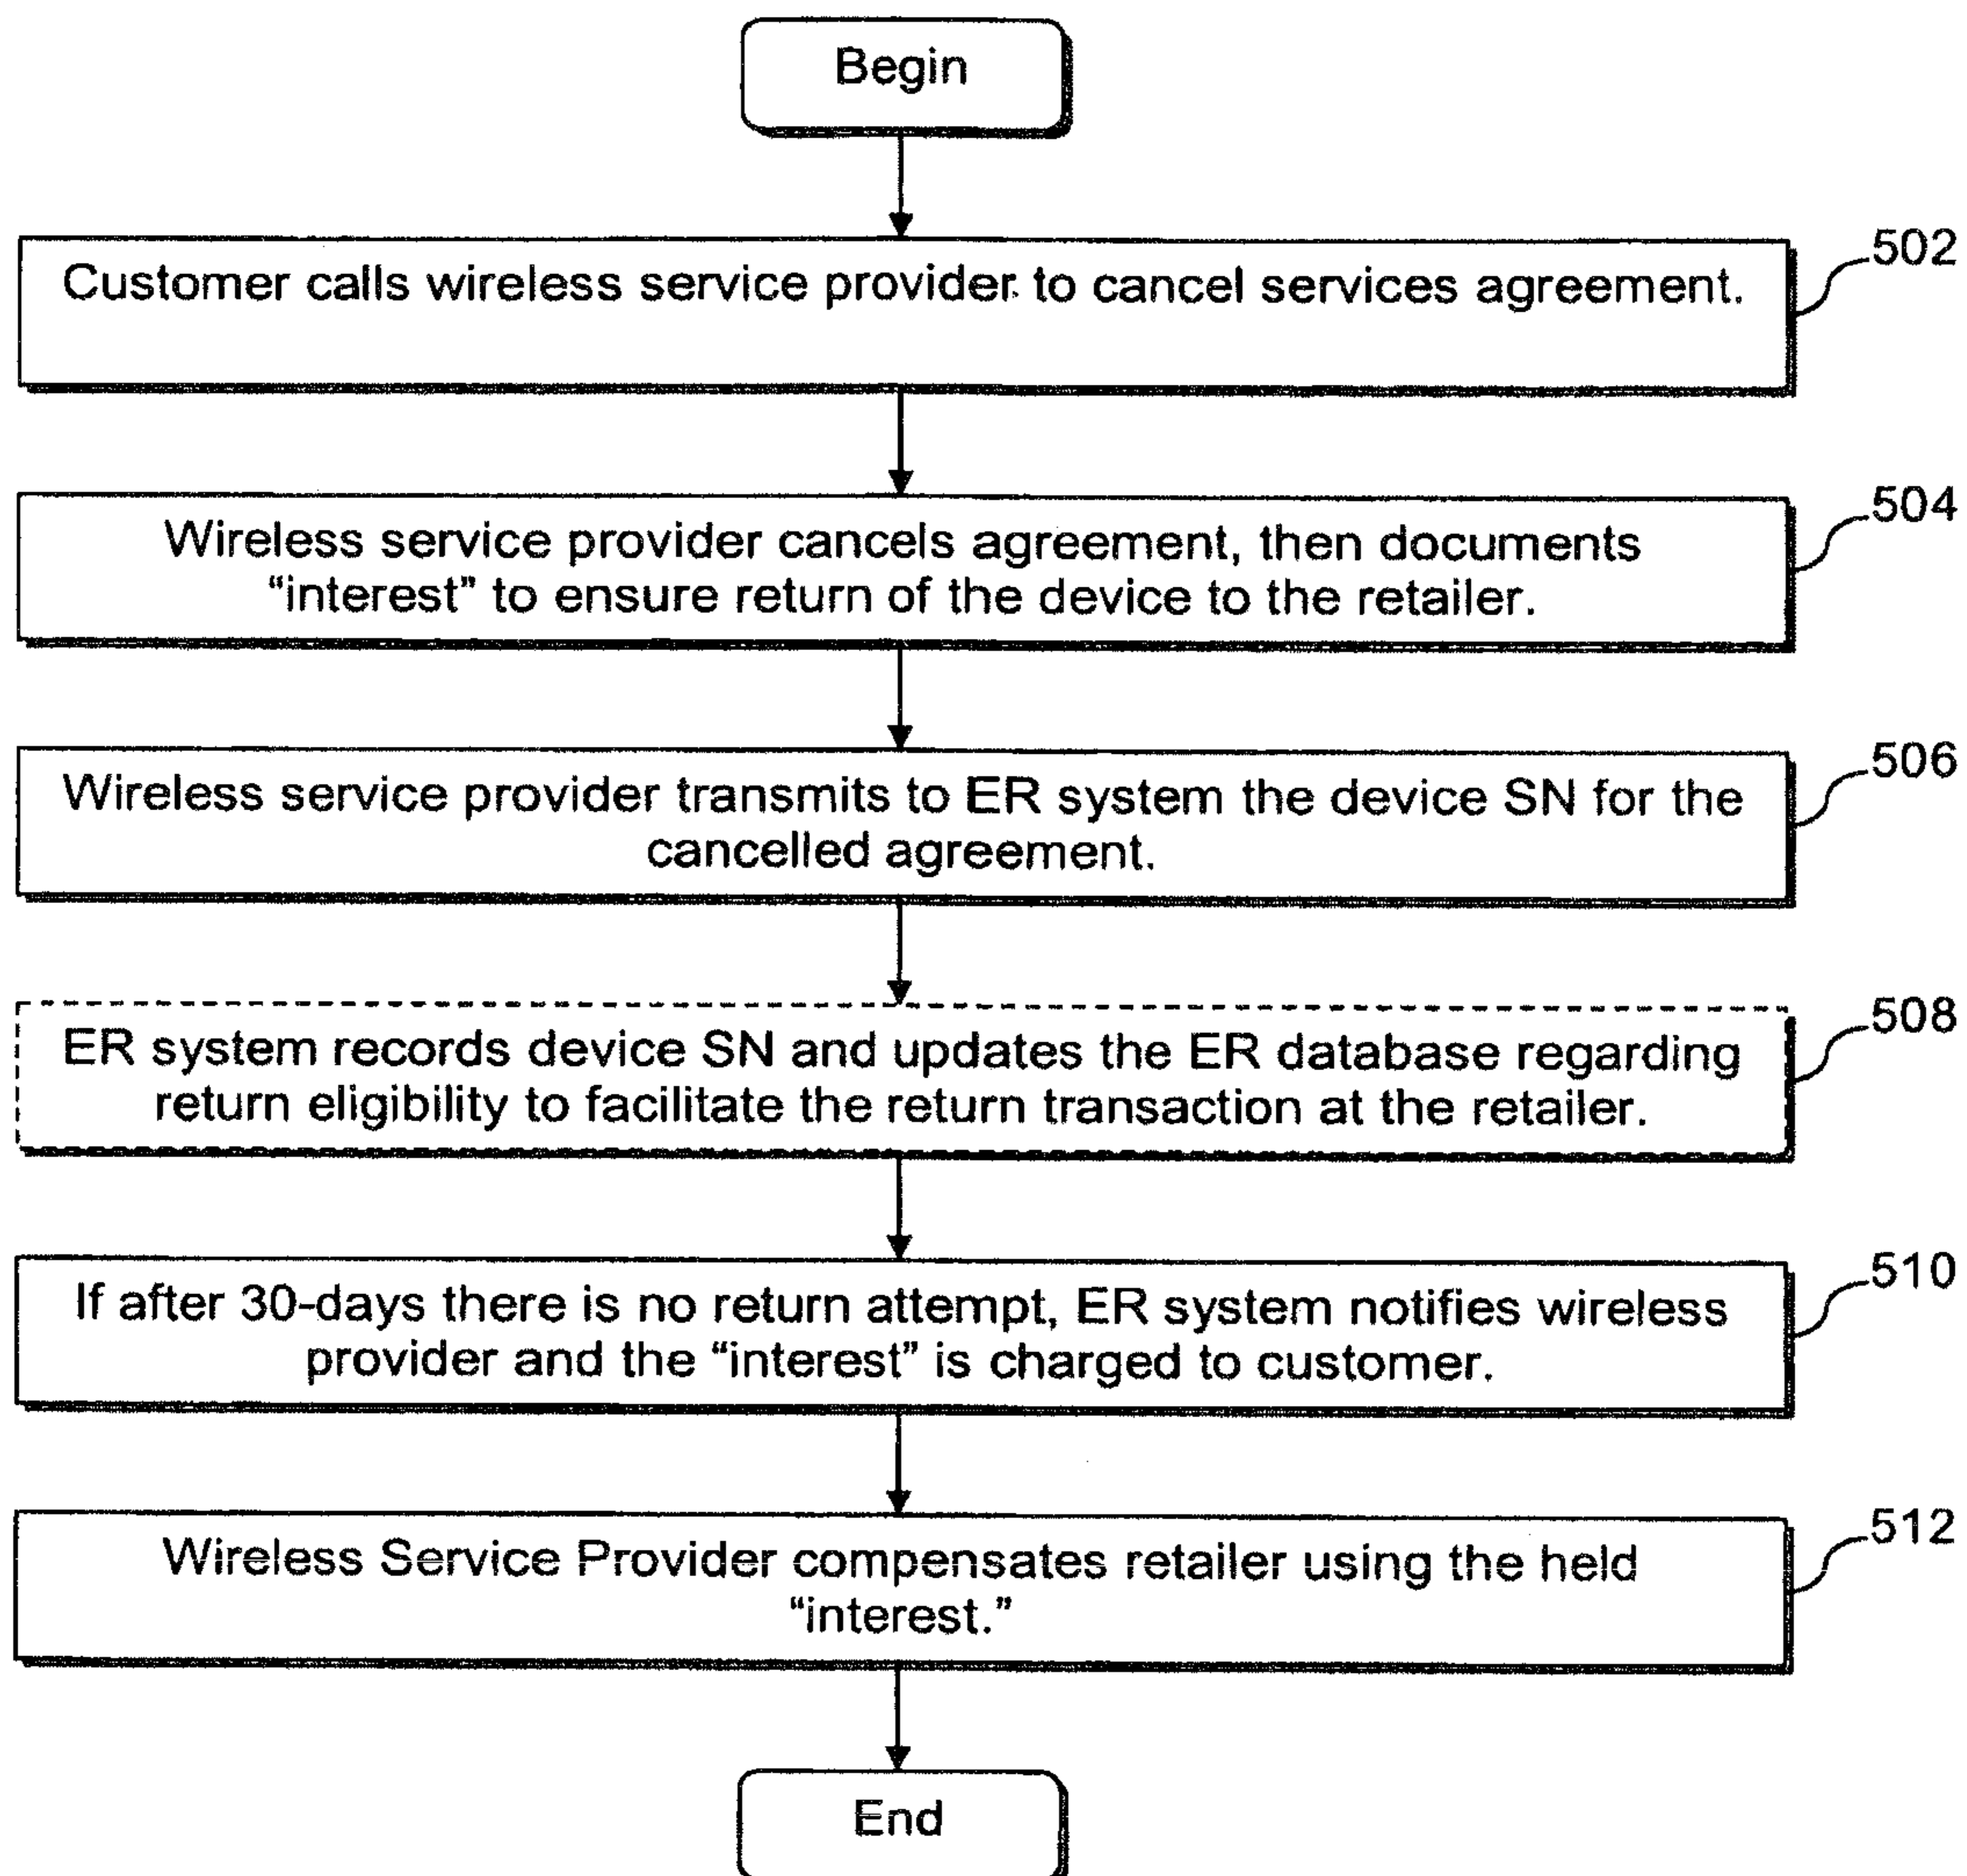 Begin
Customer calls wireless service provider to cancel services agreement.
502
Wireless service provider cancels agreement, then documents
“interest” to ensure return of the device to the retailer.
504
Wireless service provider transmits to ER system the device SN for the
cancelled agreement.
506
ER system records device SN and updates the ER database regarding
return eligibility to facilitate the return transaction at the retailer.
508
If after 30-days there is no return attempt, ER system notifies wireless
provider and the “interest” is charged to customer.
510
Wireless Service Provider compensates retailer using the held
“interest.”
512
End